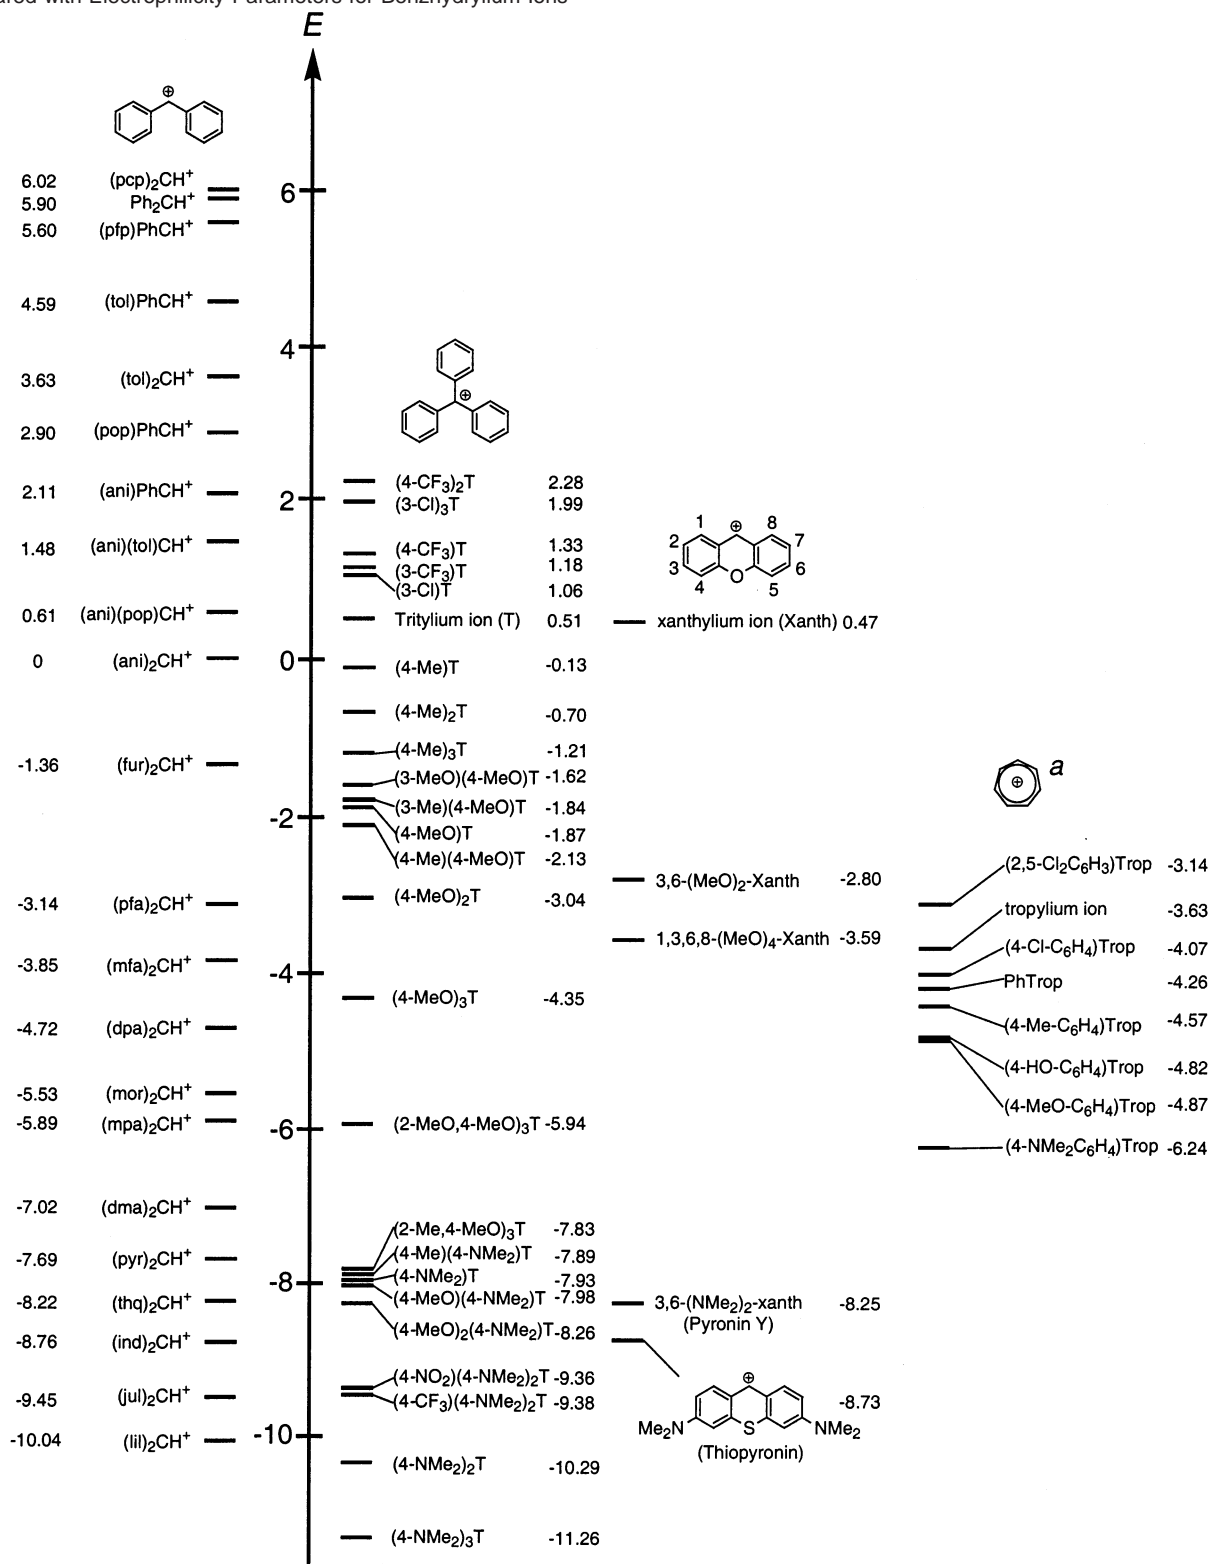 ared with Electrophilicity Parameters for Benzhydrylium Ions
E
⊕
6.02 (pcp)₂CH⁺
5.90 Ph₂CH⁺
5.60 (pfp)PhCH⁺
4.59 (tol)PhCH⁺
3.63 (tol)₂CH⁺
2.90 (pop)PhCH⁺
2.11 (ani)PhCH⁺
1.48 (ani)(tol)CH⁺
0.61 (ani)(pop)CH⁺
0 (ani)₂CH⁺
-1.36 (fur)₂CH⁺
-3.14 (pfa)₂CH⁺
-3.85 (mfa)₂CH⁺
-4.72 (dpa)₂CH⁺
-5.53 (mor)₂CH⁺
-5.89 (mpa)₂CH⁺
-7.02 (dma)₂CH⁺
-7.69 (pyr)₂CH⁺
-8.22 (thq)₂CH⁺
-8.76 (ind)₂CH⁺
-9.45 (jul)₂CH⁺
-10.04 (lil)₂CH⁺
6
4
2
0
-2
-4
-6
-8
-10
⊕
(4-CF₃)₂T 2.28
(3-Cl)₃T 1.99
(4-CF₃)T 1.33
(3-CF₃)T 1.18
(3-Cl)T 1.06
Tritylium ion (T) 0.51
(4-Me)T -0.13
(4-Me)₂T -0.70
(4-Me)₃T -1.21
(3-MeO)(4-MeO)T -1.62
(3-Me)(4-MeO)T -1.84
(4-MeO)T -1.87
(4-Me)(4-MeO)T -2.13
(4-MeO)₂T -3.04
(4-MeO)₃T -4.35
(2-MeO,4-MeO)₃T -5.94
(2-Me,4-MeO)₃T -7.83
(4-Me)(4-NMe₂)T -7.89
(4-NMe₂)T -7.93
(4-MeO)(4-NMe₂)T -7.98
(4-MeO)₂(4-NMe₂)T -8.26
(4-NO₂)(4-NMe₂)₂T -9.36
(4-CF₃)(4-NMe₂)₂T -9.38
(4-NMe₂)₂T -10.29
(4-NMe₂)₃T -11.26
1 ⊕ 8
2 7
3 O 6
4 5
xanthylium ion (Xanth) 0.47
3,6-(MeO)₂-Xanth -2.80
1,3,6,8-(MeO)₄-Xanth -3.59
3,6-(NMe₂)₂-xanth -8.25
(Pyronin Y)
⊕
-8.73
Me₂N S NMe₂
(Thiopyronin)
⊕ a
(2,5-Cl₂C₆H₃)Trop -3.14
tropylium ion -3.63
(4-Cl-C₆H₄)Trop -4.07
PhTrop -4.26
(4-Me-C₆H₄)Trop -4.57
(4-HO-C₆H₄)Trop -4.82
(4-MeO-C₆H₄)Trop -4.87
(4-NMe₂C₆H₄)Trop -6.24